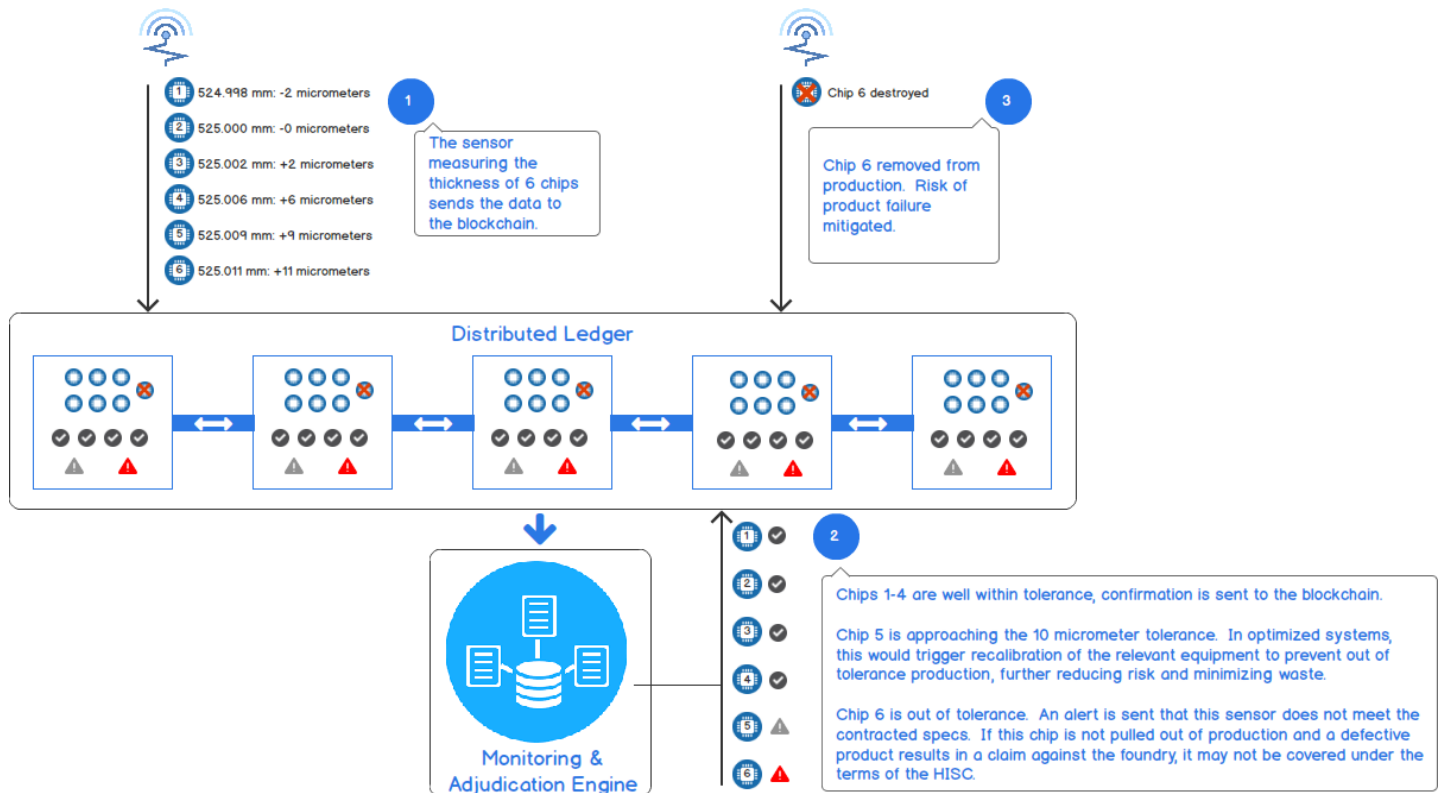 1 524.998 mm: -2 micrometers
2 525.000 mm: -0 micrometers
3 525.002 mm: +2 micrometers
4 525.006 mm: +6 micrometers
5 525.009 mm: +9 micrometers
6 525.011 mm: +11 micrometers
1
The sensor
measuring the
thickness of 6 chips
sends the data to
the blockchain.
Chip 6 destroyed
3
Chip 6 removed from
production. Risk of
product failure
mitigated.
Distributed Ledger
Monitoring &
Adjudication Engine
1
2
3
4
5
6
2
Chips 1-4 are well within tolerance, confirmation is sent to the blockchain.
Chip 5 is approaching the 10 micrometer tolerance. In optimized systems,
this would trigger recalibration of the relevant equipment to prevent out of
tolerance production, further reducing risk and minimizing waste.
Chip 6 is out of tolerance. An alert is sent that this sensor does not meet the
contracted specs. If this chip is not pulled out of production and a defective
product results in a claim against the foundry, it may not be covered under the
terms of the HISC.